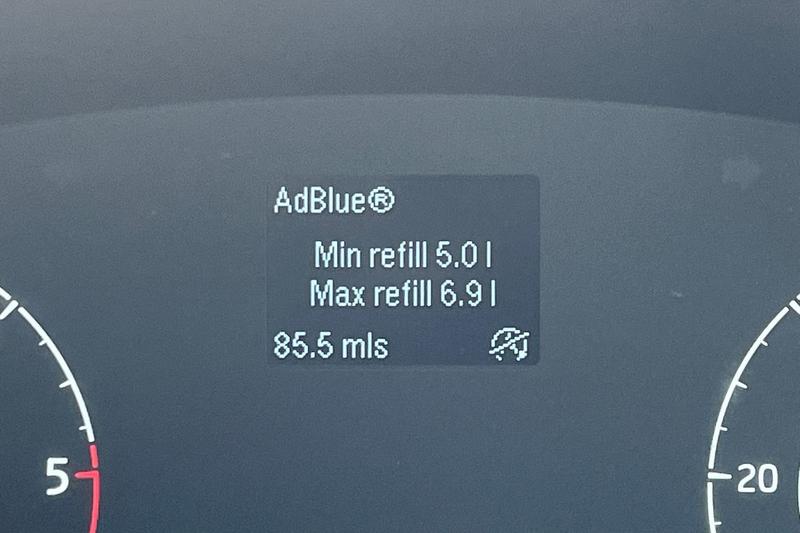 AdBlue®
Min refill 5.0 l
Max refill 6.9 l
85.5 mls
5
20